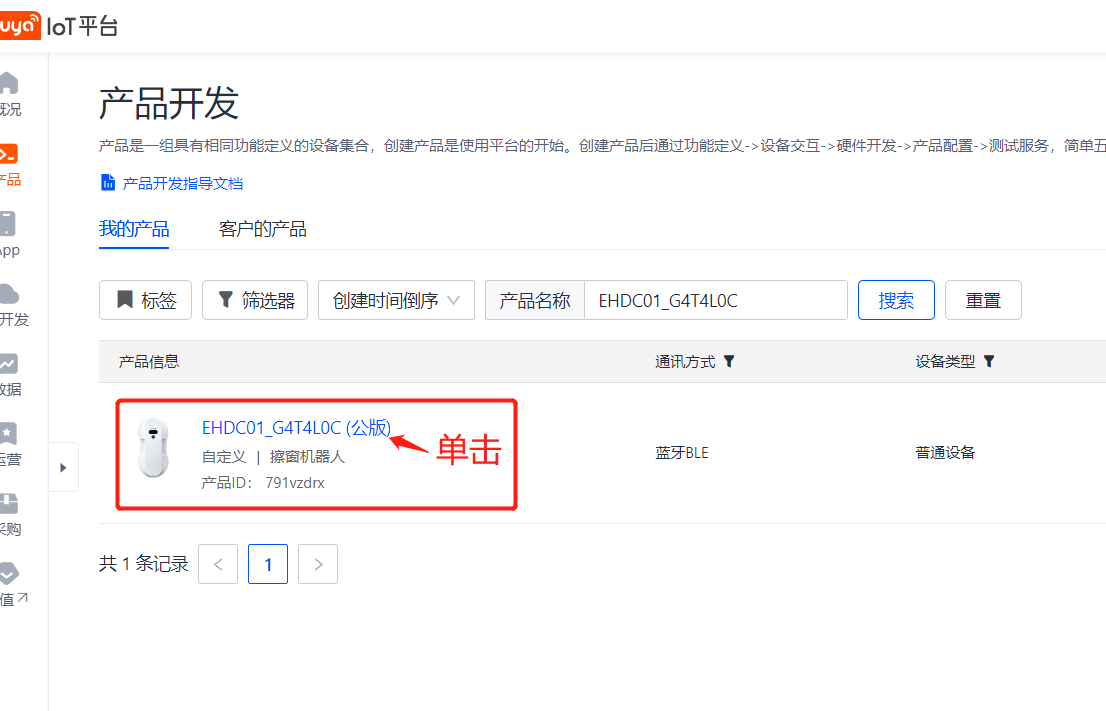 uya IoT平台
概况
产品
App
开发
数据
运营
采购
值
产品开发
产品是一组具有相同功能定义的设备集合，创建产品是使用平台的开始。创建产品后通过功能定义->设备交互->硬件开发->产品配置->测试服务，简单五
产品开发指导文档
我的产品 客户的产品
标签 筛选器 创建时间倒序 产品名称 EHDC01_G4T4L0C 搜索 重置
产品信息 通讯方式 设备类型
EHDC01_G4T4L0C (公版) 单击
自定义 | 擦窗机器人 蓝牙BLE 普通设备
产品ID: 791vzdrx
共 1 条记录 < 1 >